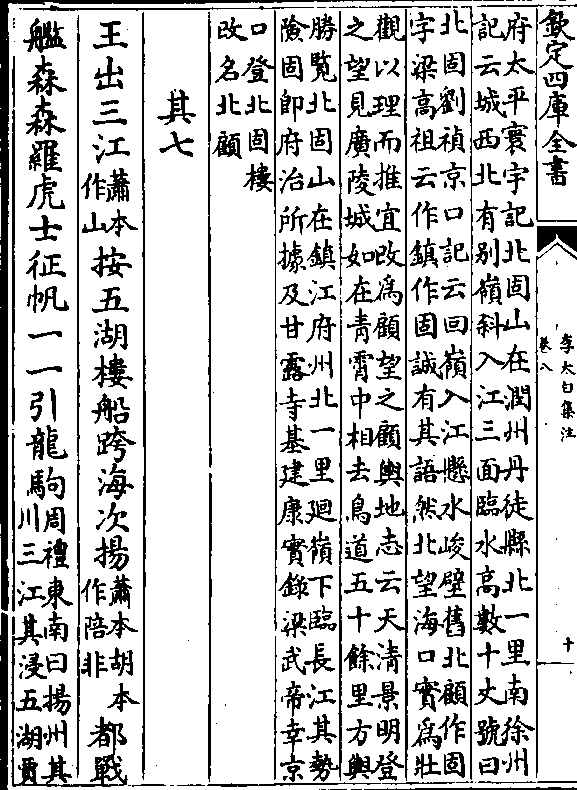 欽定四庫全書
李太白集注
卷八
十
府太平寰宇記北固山在潤州丹徒縣北一里南徐州
記云城西北有别嶺斜入江三面臨水高數十丈號曰
北固劉禎京口記云回嶺入江懸水峻壁舊北顧作固
字梁高祖云作鎮作固誠有其語然北望海口實爲壯
觀以理而推宜改爲顧望之顧輿地志云天清景明登
之望見廣陵城如在青霄中相去鳥道五十餘里方輿
勝覧北固山在鎮江府州北一里廻嶺下臨長江其勢
險固即府治所據及甘露寺基建康實錄梁武帝幸京
口登北固樓
改名北顧
其七
王出三江蕭本作山按五湖樓船跨海次揚蕭本胡本作陪非都戰
艦森森羅虎士征帆一一引龍駒周禮東南曰揚州其川三江其浸五湖賈